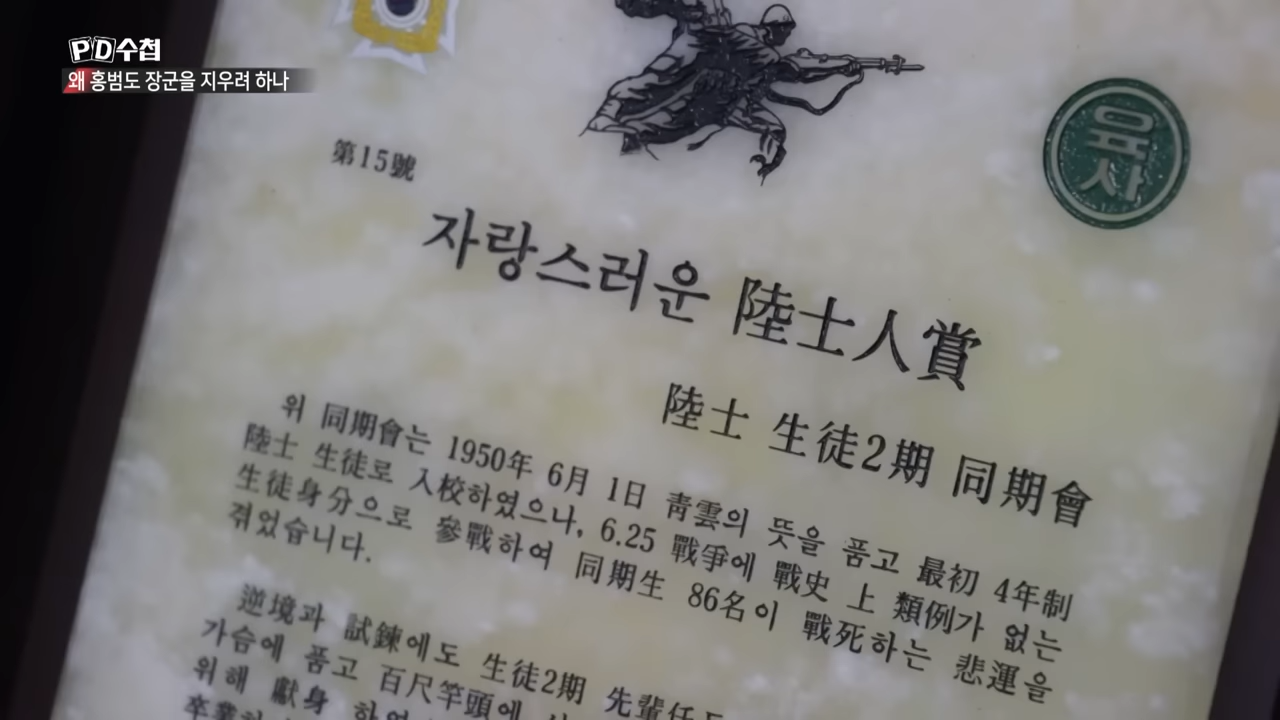 PD수첩
왜 홍범도 장군을 지우려 하나
육사
第15號
자랑스러운 陸士人賞
陸士 生徒2期 同期會
위 同期會는 1950年 6月 1日 靑雲의 뜻을 품고 最初 4年制
陸士 生徒로 入校하였으나, 6.25 戰爭에 戰史 上 類例가 없는
生徒身分으로 參戰하여 同期生 86名이 戰死하는 悲運을
겪었습니다.
逆境과 試鍊에도 生徒2期 先輩任
가슴에 품고 百尺竿頭에
위해 獻身